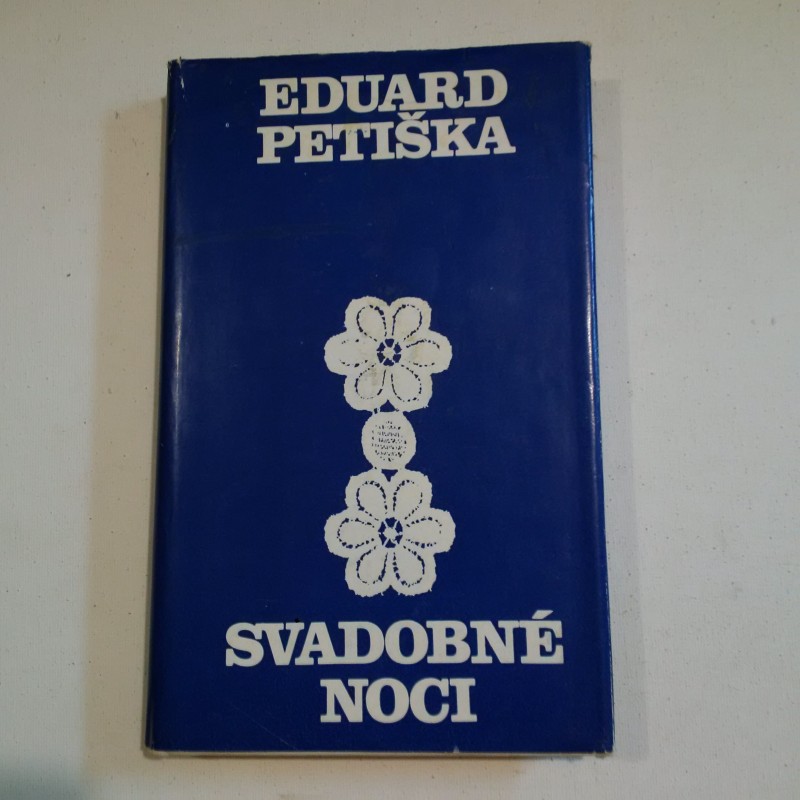 EDUARD
PETIŠKA
SVADOBNÉ
NOCI